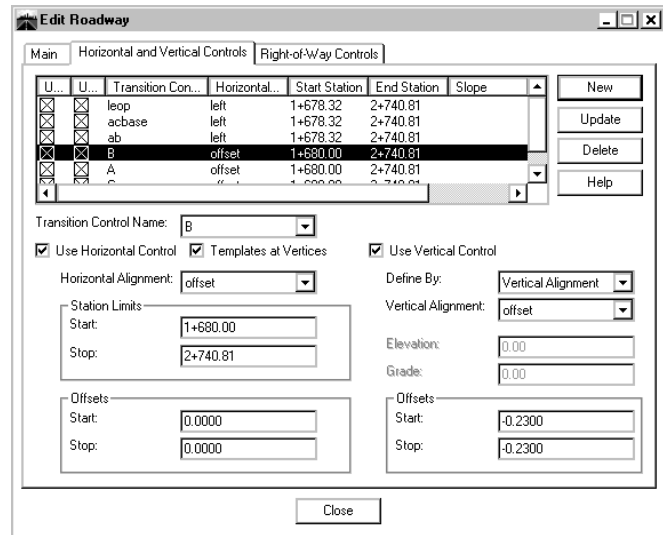 Edit Roadway
Main Horizontal and Vertical Controls Right-of-Way Controls
U... U... Transition Con... Horizontal... Start Station End Station Slope
leop left 1+678.32 2+740.81
acbase left 1+678.32 2+740.81
ab left 1+678.32 2+740.81
B offset 1+680.00 2+740.81
A offset 1+680.00 2+740.81
New
Update
Delete
Help
Transition Control Name: B
Use Horizontal Control Templates at Vertices Use Vertical Control
Horizontal Alignment: offset
Define By: Vertical Alignment
Vertical Alignment: offset
Station Limits
Start: 1+680.00
Stop: 2+740.81
Elevation: 0.00
Grade: 0.00
Offsets
Start: 0.0000
Stop: 0.0000
Offsets
Start: -0.2300
Stop: -0.2300
Close